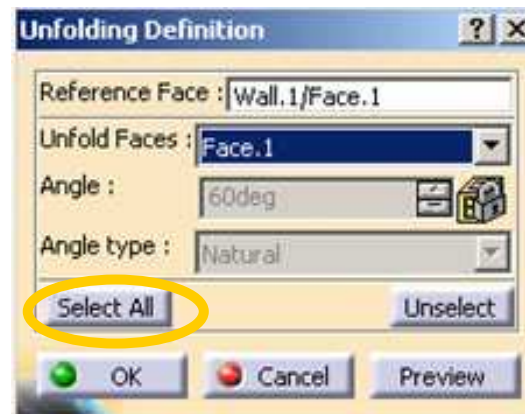 Unfolding Definition ? X
Reference Face : Wall.1/Face.1
Unfold Faces : Face.1
Angle : 60deg
Angle type : Natural
Select All Unselect
OK Cancel Preview